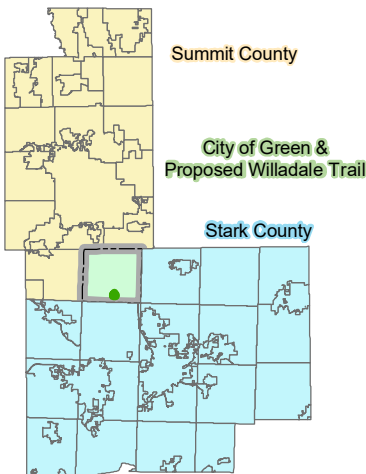 Summit County
City of Green &
Proposed Willadale Trail
Stark County